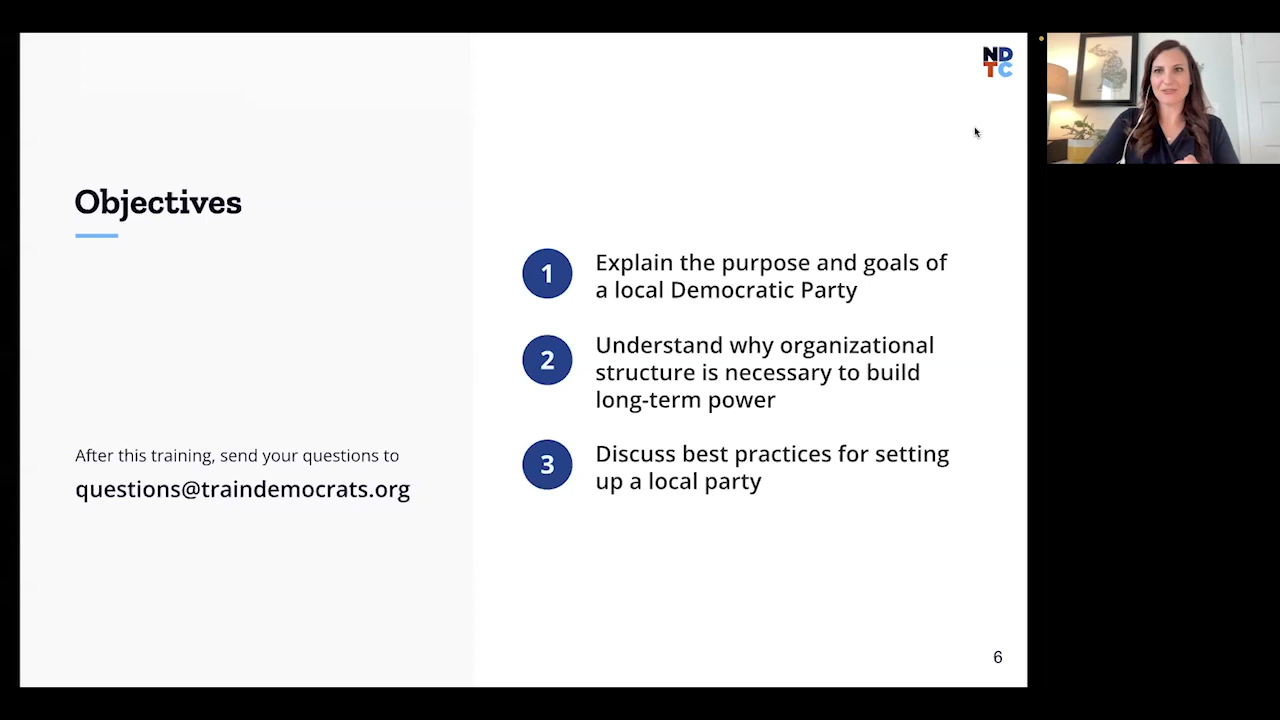 ND
TC
Objectives
1
Explain the purpose and goals of
a local Democratic Party
2
Understand why organizational
structure is necessary to build
long-term power
3
Discuss best practices for setting
up a local party
After this training, send your questions to
questions@traindemocrats.org
6